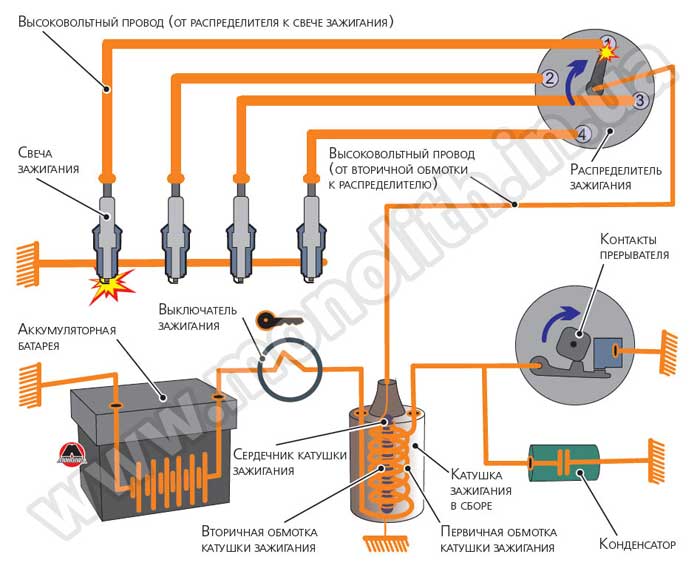 Высоковольтный провод (от распределителя к свече зажигания)
1
2
3
4
Свеча
зажигания
Высоковольтный провод
(от вторичной обмотки
к распределителю)
Распределитель
зажигания
Контакты
прерывателя
Выключатель
зажигания
Аккумуляторная
батарея
Сердечник катушки
зажигания
Катушка
зажигания
в сборе
Вторичная обмотка
катушки зажигания
Первичная обмотка
катушки зажигания
Конденсатор
www.monolith.in.ua